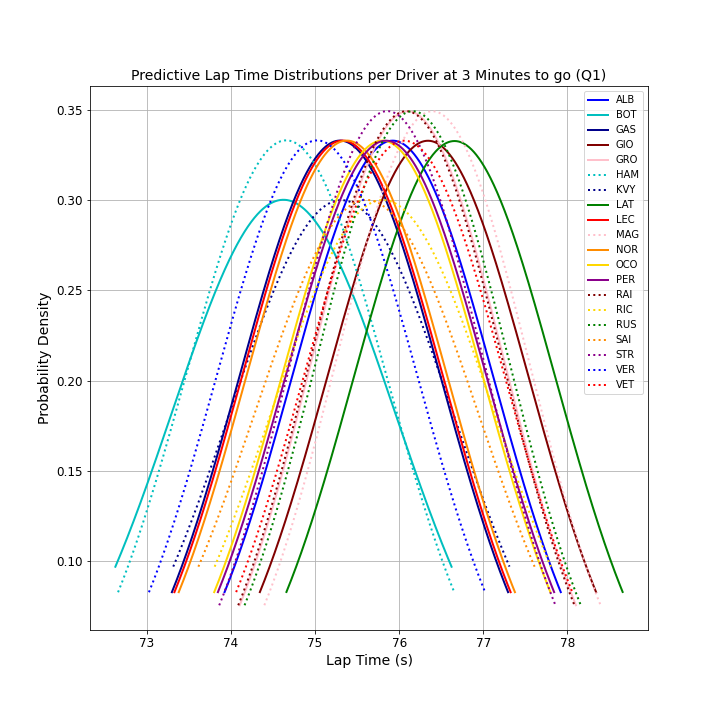 Predictive Lap Time Distributions per Driver at 3 Minutes to go (Q1)
ALB
BOT
GAS
GIO
GRO
HAM
KVY
LAT
LEC
MAG
NOR
OCO
PER
RAI
RIC
RUS
SAI
STR
VER
VET
0.35
0.30
0.25
0.20
0.15
0.10
Probability Density
73 74 75 76 77 78
Lap Time (s)